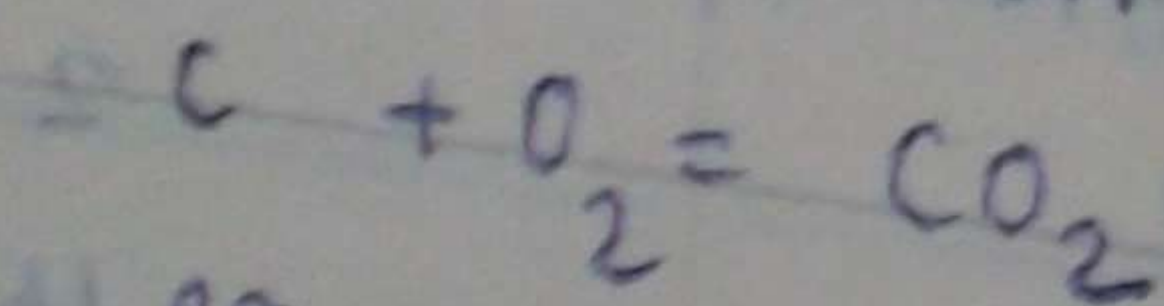 C + O₂ = CO₂